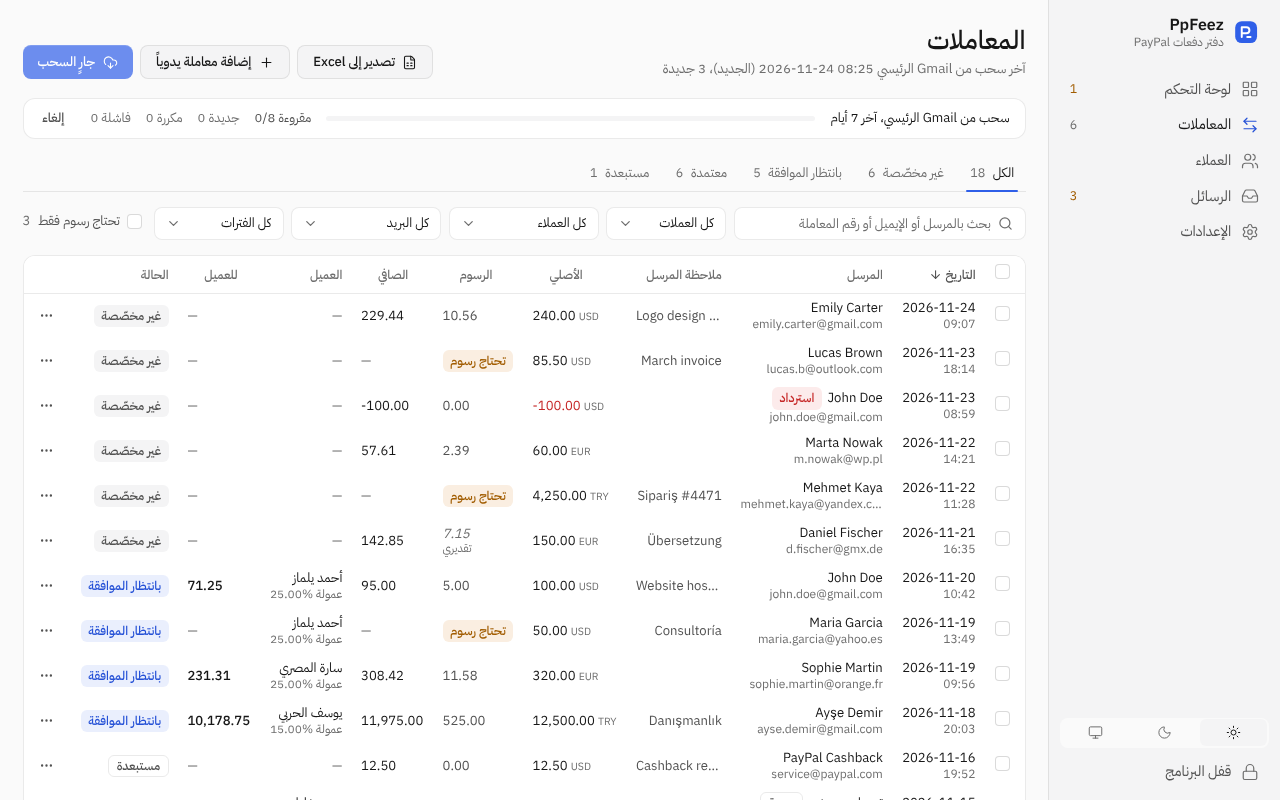 PpFeez
دفتر دفعات PayPal
لوحة التحكم 1
المعاملات 6
العملاء
الرسائل 3
الإعدادات
قفل البرنامج
المعاملات
آخر سحب من Gmail الرئيسي 08:25 2026-11-24 (الجديد)، 3 جديدة
تصدير إلى Excel
إضافة معاملة يدوياً
جارٍ السحب
سحب من Gmail الرئيسي، آخر 7 أيام
مقروءة 0/8 جديدة 0 مكررة 0 فاشلة 0 إلغاء
الكل 18 غير مخصّصة 6 بانتظار الموافقة 5 معتمدة 6 مستبعدة 1
بحث بالمرسل أو الإيميل أو رقم المعاملة كل العملات كل العملاء كل البريد كل الفترات تحتاج رسوم فقط 3
التاريخ ↓ المرسل ملاحظة المرسل الأصلي الرسوم الصافي العميل للعميل الحالة
2026-11-24 Emily Carter Logo design ... 240.00 USD 10.56 229.44 — — غير مخصّصة
09:07 emily.carter@gmail.com
2026-11-23 Lucas Brown March invoice 85.50 USD تحتاج رسوم — — — غير مخصّصة
18:14 lucas.b@outlook.com
2026-11-23 John Doe استرداد -100.00 USD 0.00 -100.00 — — غير مخصّصة
08:59 john.doe@gmail.com
2026-11-22 Marta Nowak 60.00 EUR 2.39 57.61 — — غير مخصّصة
14:21 m.nowak@wp.pl
2026-11-22 Mehmet Kaya Sipariş #4471 4,250.00 TRY تحتاج رسوم — — — غير مخصّصة
11:28 mehmet.kaya@yandex.c...
2026-11-21 Daniel Fischer Übersetzung 150.00 EUR 7.15 142.85 — — غير مخصّصة
16:35 d.fischer@gmx.de تقديري
2026-11-20 John Doe Website hos... 100.00 USD 5.00 95.00 أحمد يلماز 71.25 بانتظار الموافقة
10:42 john.doe@gmail.com عمولة 25.00%
2026-11-19 Maria Garcia Consultoría 50.00 USD تحتاج رسوم — أحمد يلماز — بانتظار الموافقة
13:49 maria.garcia@yahoo.es عمولة 25.00%
2026-11-19 Sophie Martin 320.00 EUR 11.58 308.42 سارة المصري 231.31 بانتظار الموافقة
09:56 sophie.martin@orange.fr عمولة 25.00%
2026-11-18 Ayşe Demir Danışmanlık 12,500.00 TRY 525.00 11,975.00 يوسف الحربي 10,178.75 بانتظار الموافقة
20:03 ayse.demir@gmail.com عمولة 15.00%
2026-11-16 PayPal Cashback Cashback re... 12.50 USD 0.00 12.50 — — مستبعدة
19:52 service@paypal.com